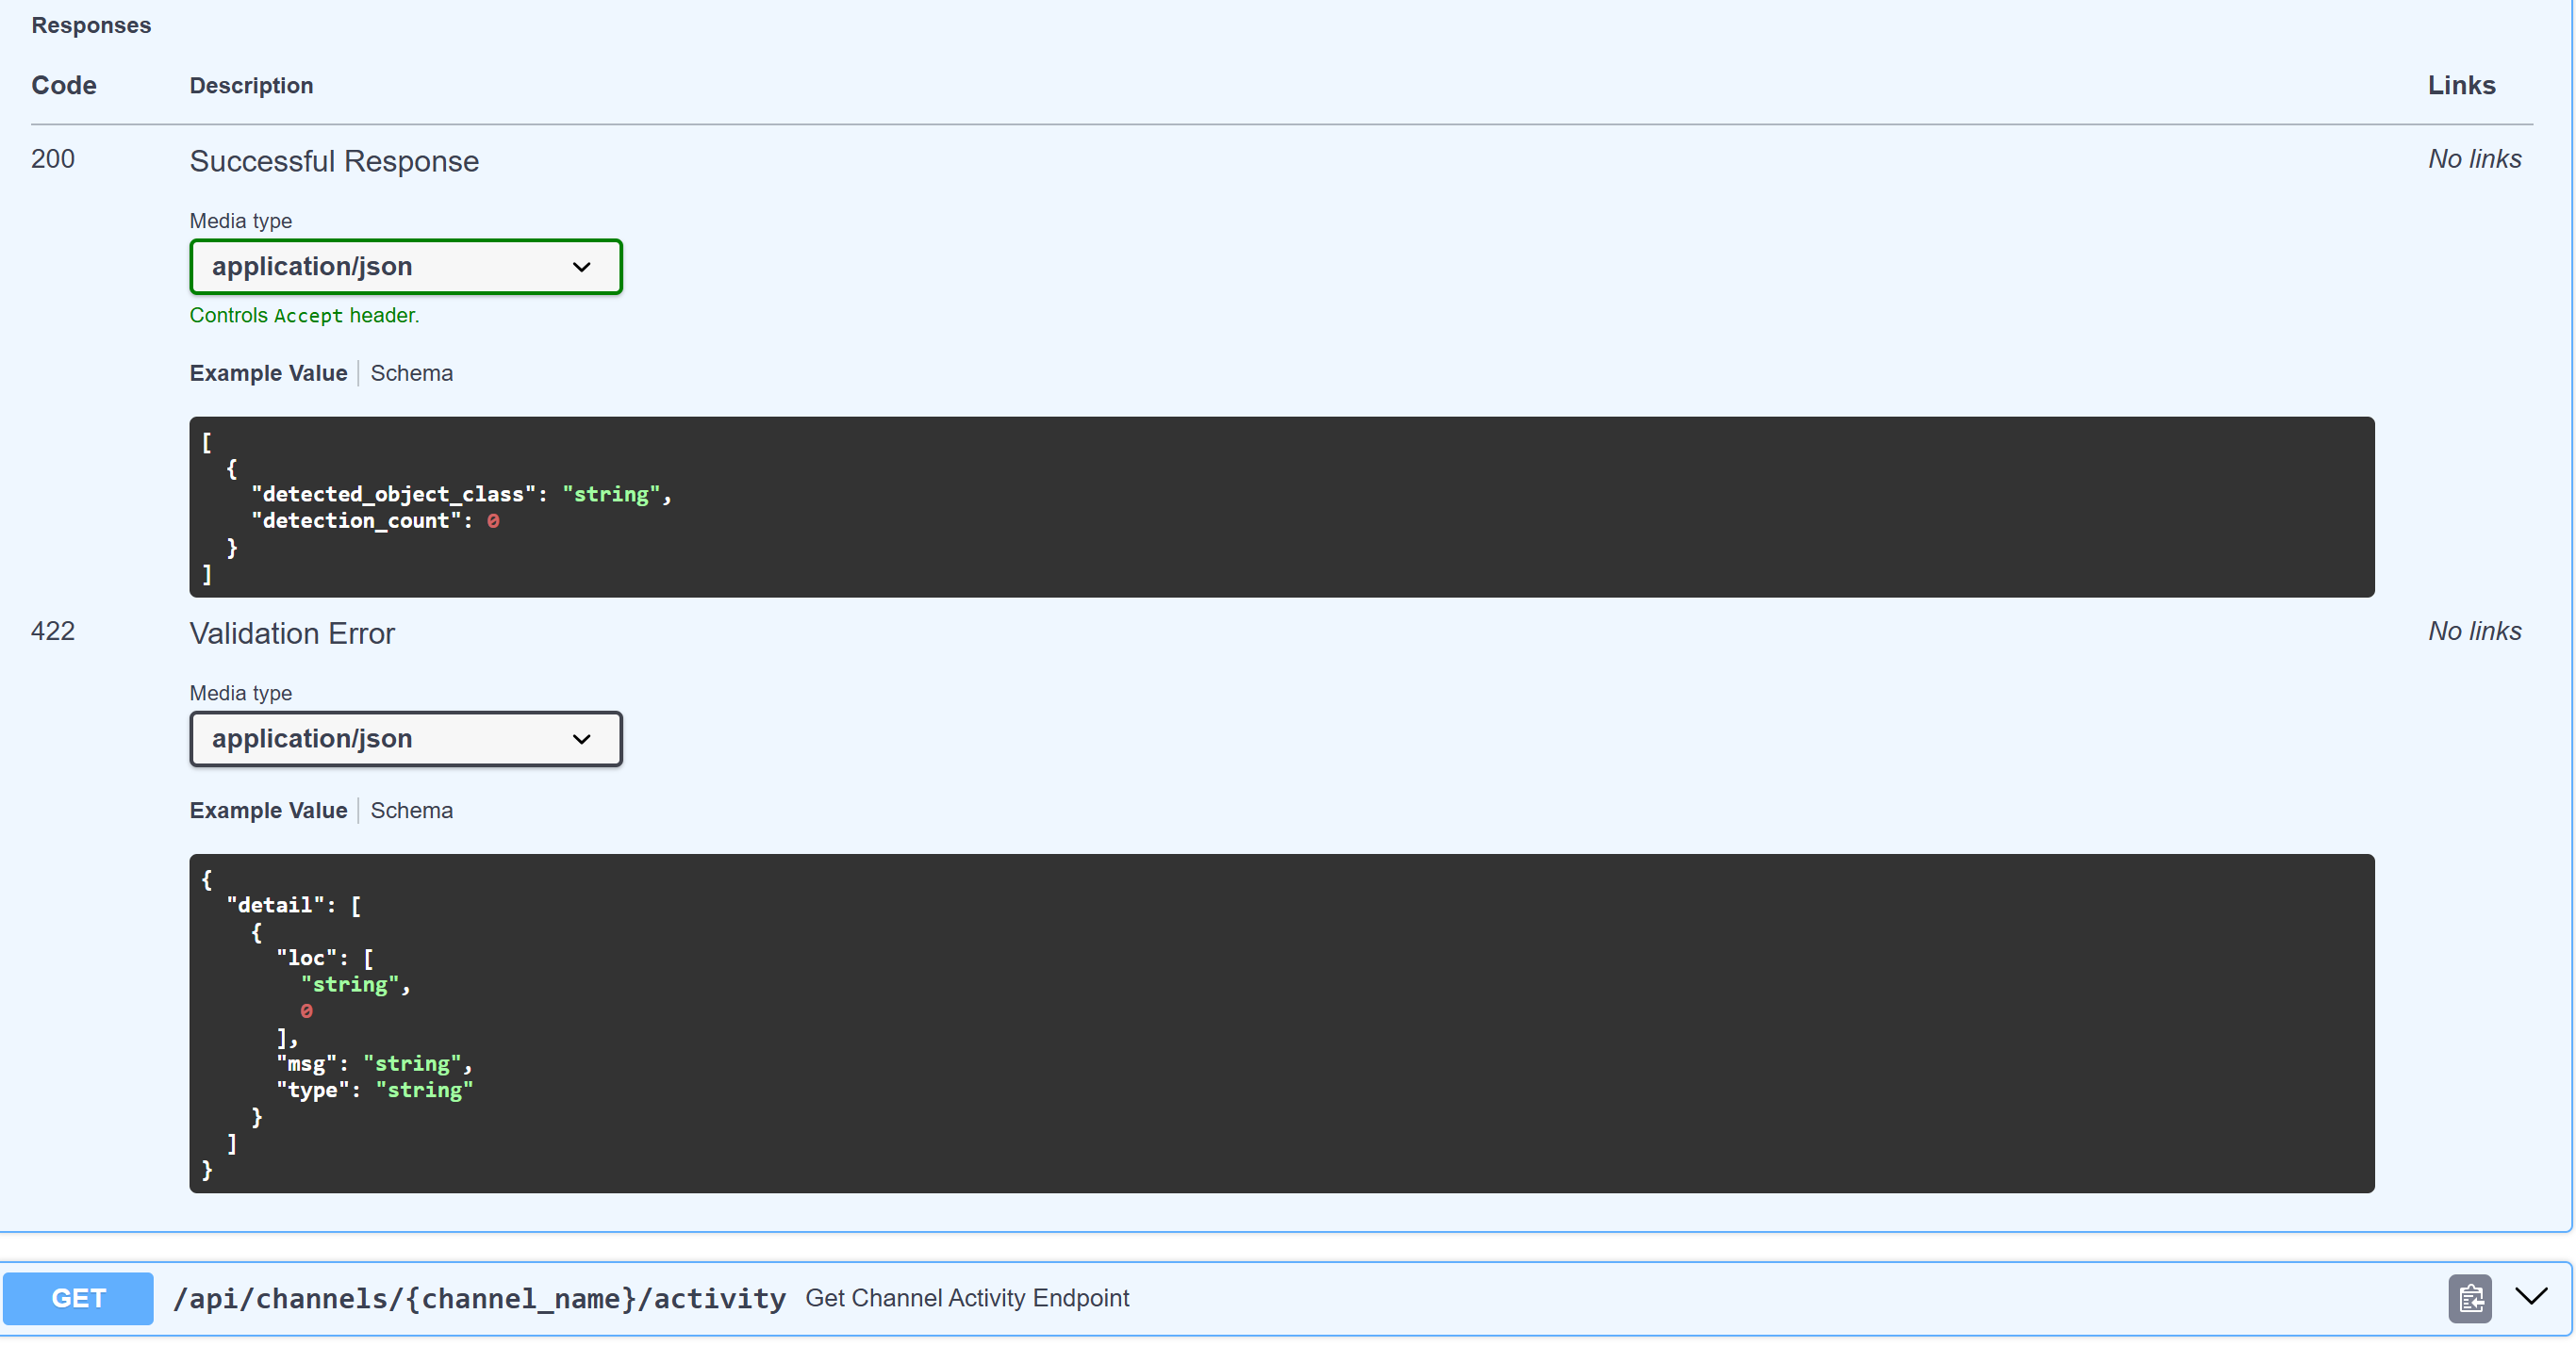 Responses
Code Description Links
200 Successful Response No links
Media type
application/json
Controls Accept header.
Example Value Schema
[
  {
    "detected_object_class": "string",
    "detection_count": 0
  }
]
422 Validation Error No links
Media type
application/json
Example Value Schema
{
  "detail": [
    {
      "loc": [
        "string",
        0
      ],
      "msg": "string",
      "type": "string"
    }
  ]
}
GET /api/channels/{channel_name}/activity Get Channel Activity Endpoint